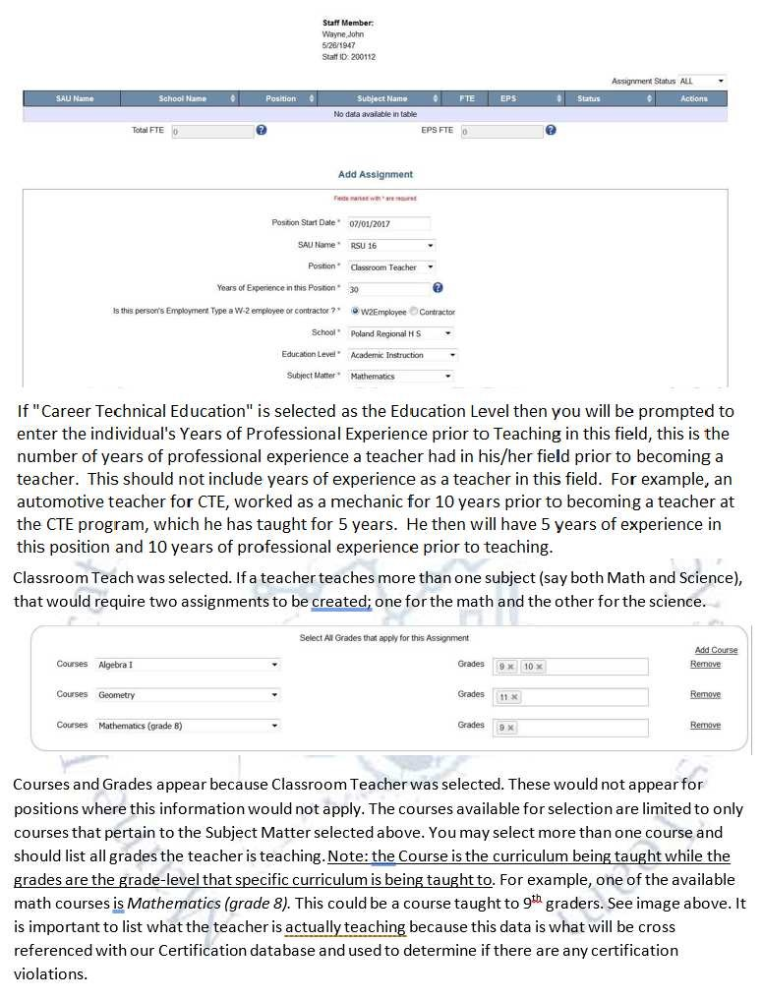 Staff Member:
Wayne,John
5/26/1947
Staff ID: 200112
Assignment Status ALL
SAU Name School Name Position Subject Name FTE EPS Status Actions
No data available in table
Total FTE 0 ? EPS FTE 0 ?
Add Assignment
Fields marked with * are required
Position Start Date * 07/01/2017
SAU Name * RSU 16
Position * Classroom Teacher
Years of Experience in this Position * 30 ?
Is this person's Employment Type a W-2 employee or contractor ? * W2Employee Contractor
School * Poland Regional H S
Education Level * Academic Instruction
Subject Matter * Mathematics
If "Career Technical Education" is selected as the Education Level then you will be prompted to
enter the individual's Years of Professional Experience prior to Teaching in this field, this is the
number of years of professional experience a teacher had in his/her field prior to becoming a
teacher. This should not include years of experience as a teacher in this field. For example, an
automotive teacher for CTE, worked as a mechanic for 10 years prior to becoming a teacher at
the CTE program, which he has taught for 5 years. He then will have 5 years of experience in
this position and 10 years of professional experience prior to teaching.
Classroom Teach was selected. If a teacher teaches more than one subject (say both Math and Science),
that would require two assignments to be created; one for the math and the other for the science.
Select All Grades that apply for this Assignment
Add Course
Courses Algebra I Grades 9 x 10 x Remove
Courses Geometry Grades 11 x Remove
Courses Mathematics (grade 8) Grades 9 x Remove
Courses and Grades appear because Classroom Teacher was selected. These would not appear for
positions where this information would not apply. The courses available for selection are limited to only
courses that pertain to the Subject Matter selected above. You may select more than one course and
should list all grades the teacher is teaching. Note: the Course is the curriculum being taught while the
grades are the grade-level that specific curriculum is being taught to. For example, one of the available
math courses is Mathematics (grade 8). This could be a course taught to 9th graders. See image above. It
is important to list what the teacher is actually teaching because this data is what will be cross
referenced with our Certification database and used to determine if there are any certification
violations.